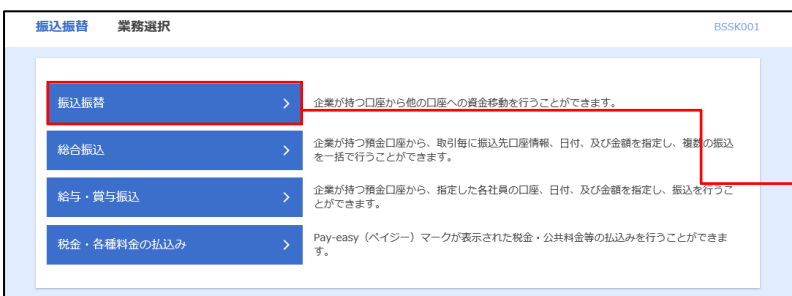 振込振替 業務選択 BSSK001
振込振替 企業が持つ口座から他の口座への資金移動を行うことができます。
総合振込 企業が持つ預金口座から、取引毎に振込先口座情報、日付、及び金額を指定し、複数の振込
を一括で行うことができます。
給与・賞与振込 企業が持つ預金口座から、指定した各社員の口座、日付、及び金額を指定し、振込を行うこ
とができます。
税金・各種料金の払込み Pay-easy（ペイジー）マークが表示された税金・公共料金等の払込みを行うことができま
す。